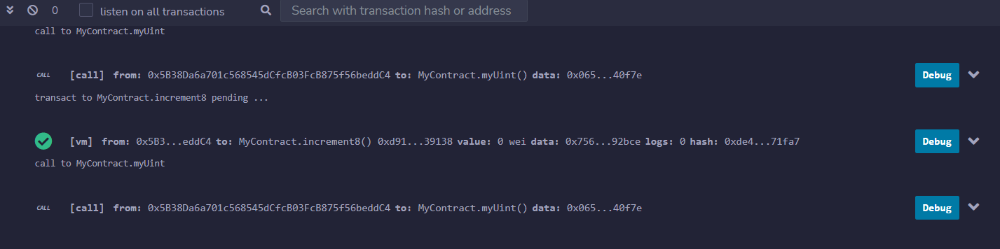 0 listen on all transactions Search with transaction hash or address
call to MyContract.myUint
CALL [call] from: 0x5B38Da6a701c568545dCfcB03FcB875f56beddC4 to: MyContract.myUint() data: 0x065...40f7e Debug
transact to MyContract.increment8 pending ...
[vm] from: 0x5B3...eddC4 to: MyContract.increment8() 0xd91...39138 value: 0 wei data: 0x756...92bce logs: 0 hash: 0xde4...71fa7 Debug
call to MyContract.myUint
CALL [call] from: 0x5B38Da6a701c568545dCfcB03FcB875f56beddC4 to: MyContract.myUint() data: 0x065...40f7e Debug